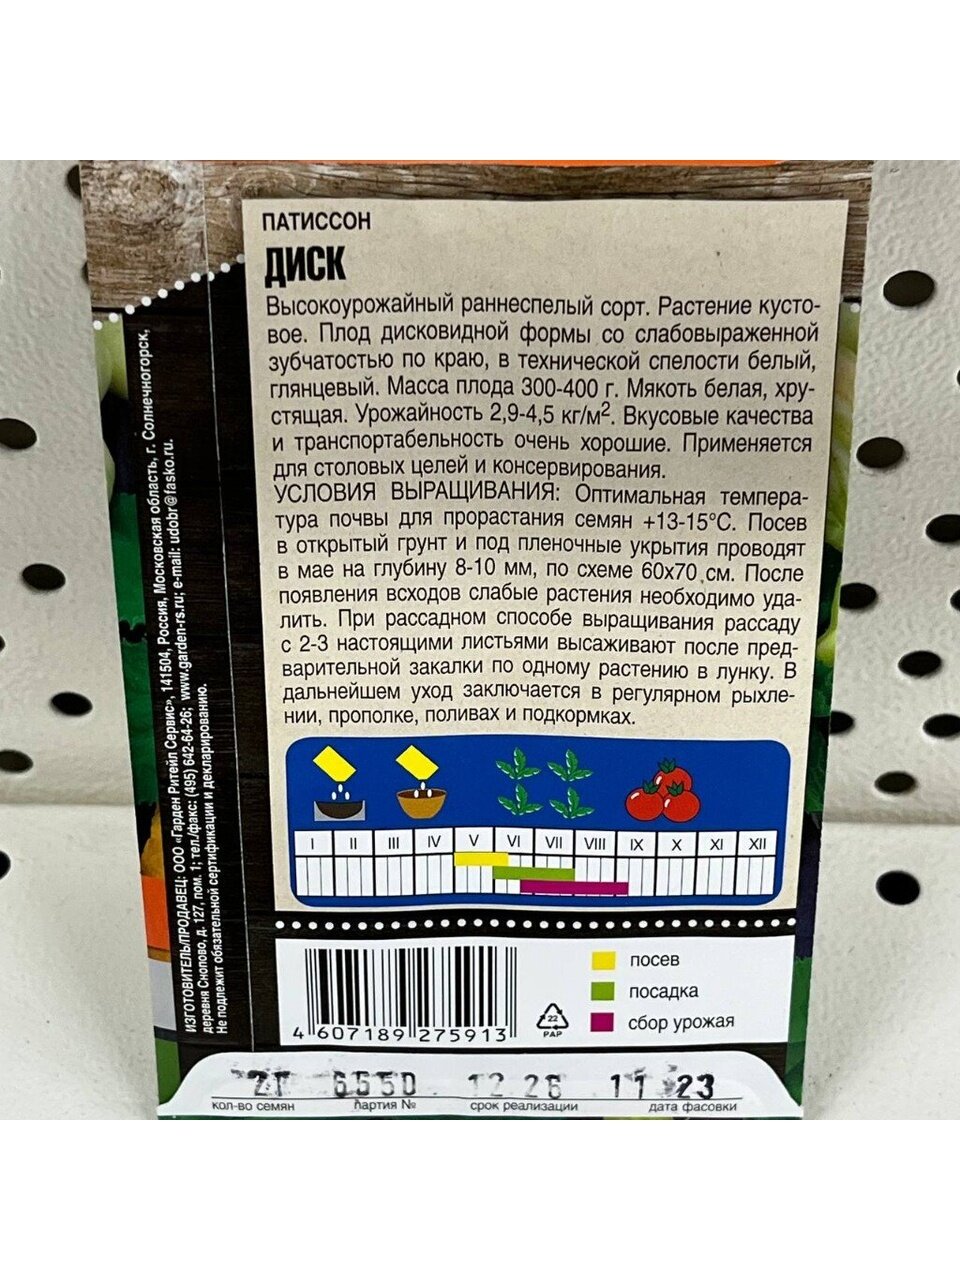 ПАТИССОН
ДИСК
Высокоурожайный раннеспелый сорт. Растение кусто-
вое. Плод дисковидной формы со слабовыраженной
зубчатостью по краю, в технической спелости белый,
глянцевый. Масса плода 300-400 г. Мякоть белая, хру-
стящая. Урожайность 2,9-4,5 кг/м². Вкусовые качества
и транспортабельность очень хорошие. Применяется
для столовых целей и консервирования.
УСЛОВИЯ ВЫРАЩИВАНИЯ: Оптимальная темпера-
тура почвы для прорастания семян +13-15°С. Посев
в открытый грунт и под пленочные укрытия проводят
в мае на глубину 8-10 мм, по схеме 60х70 см. После
появления всходов слабые растения необходимо уда-
лить. При рассадном способе выращивания рассаду
с 2-3 настоящими листьями высаживают после пред-
варительной закалки по одному растению в лунку. В
дальнейшем уход заключается в регулярном рыхле-
нии, прополке, поливах и подкормках.
I II III IV V VI VII VIII IX X XI XII
посев
посадка
сбор урожая
4 607189 275913
22
PAP
6550 12 26 11 23
кол-во семян партия № срок реализации дата фасовки
ИЗГОТОВИТЕЛЬ/ПРОДАВЕЦ: ООО «Гарден Ритейл Сервис», 141504, Россия, Московская область, г. Солнечногорск,
деревня Снопово, д. 127, пом. 1; тел./факс: (495) 642-64-26; www.garden-rs.ru; e-mail: udobr@fasko.ru.
Не подлежит обязательной сертификации и декларированию.